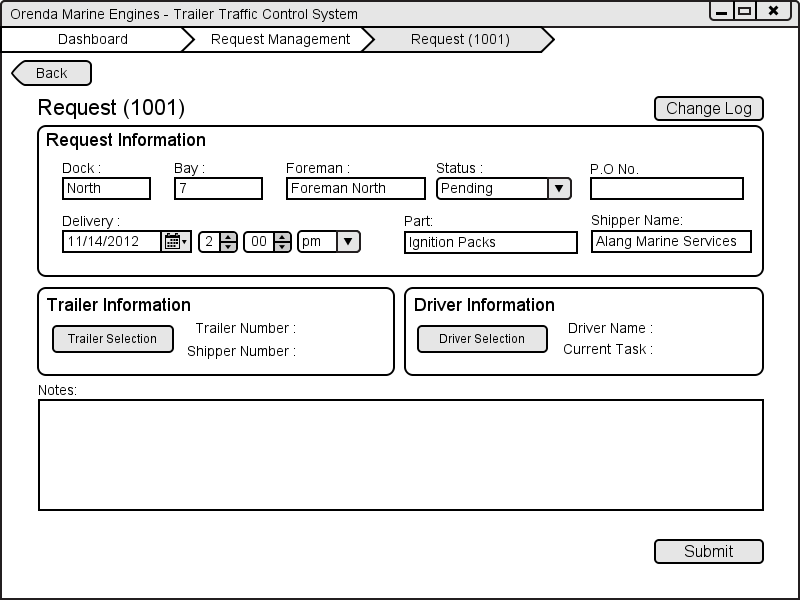 Orenda Marine Engines - Trailer Traffic Control System
Dashboard Request Management Request (1001)
Back
Request (1001) Change Log
Request Information
Dock : Bay : Foreman : Status : P.O No.
North 7 Foreman North Pending
Delivery : Part: Shipper Name:
11/14/2012 2 00 pm Ignition Packs Alang Marine Services
Trailer Information
Trailer Selection
Trailer Number :
Shipper Number :
Driver Information
Driver Selection
Driver Name :
Current Task :
Notes:
Submit